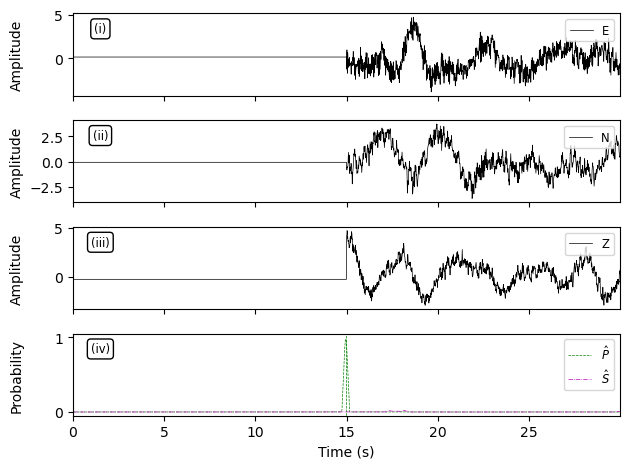 Amplitude
5
0
(i)
E
Amplitude
2.5
0.0
−2.5
(ii)
N
Amplitude
5
0
(iii)
Z
Probability
1
0
(iv)
P̂
Ŝ
0 5 10 15 20 25
Time (s)